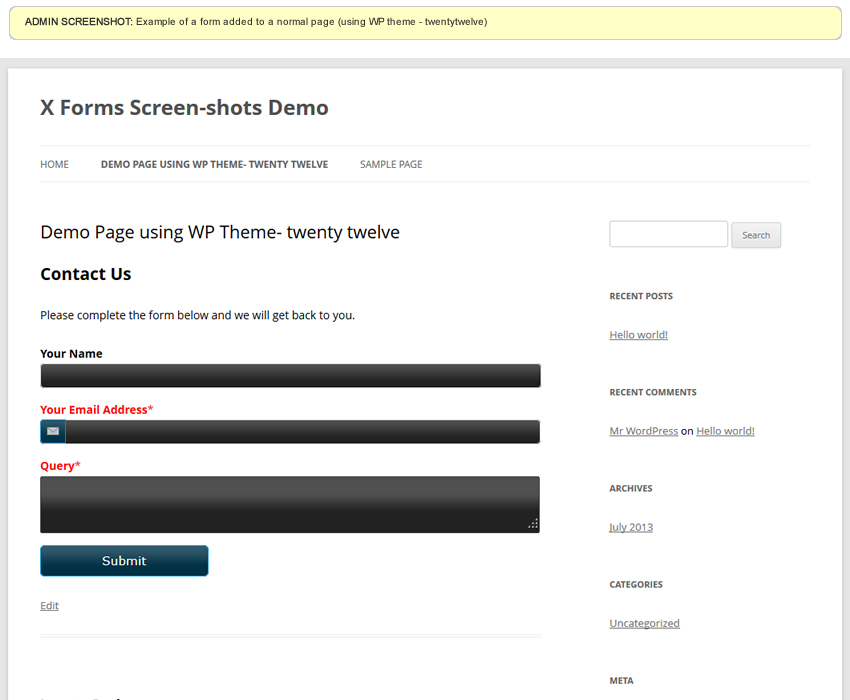 ADMIN SCREENSHOT: Example of a form added to a normal page (using WP theme - twentytwelve)
X Forms Screen-shots Demo
HOME DEMO PAGE USING WP THEME- TWENTY TWELVE SAMPLE PAGE
Demo Page using WP Theme- twenty twelve
Contact Us
Please complete the form below and we will get back to you.
Your Name
Your Email Address*
Query*
Submit
Edit
Search
RECENT POSTS
Hello world!
RECENT COMMENTS
Mr WordPress on Hello world!
ARCHIVES
July 2013
CATEGORIES
Uncategorized
META